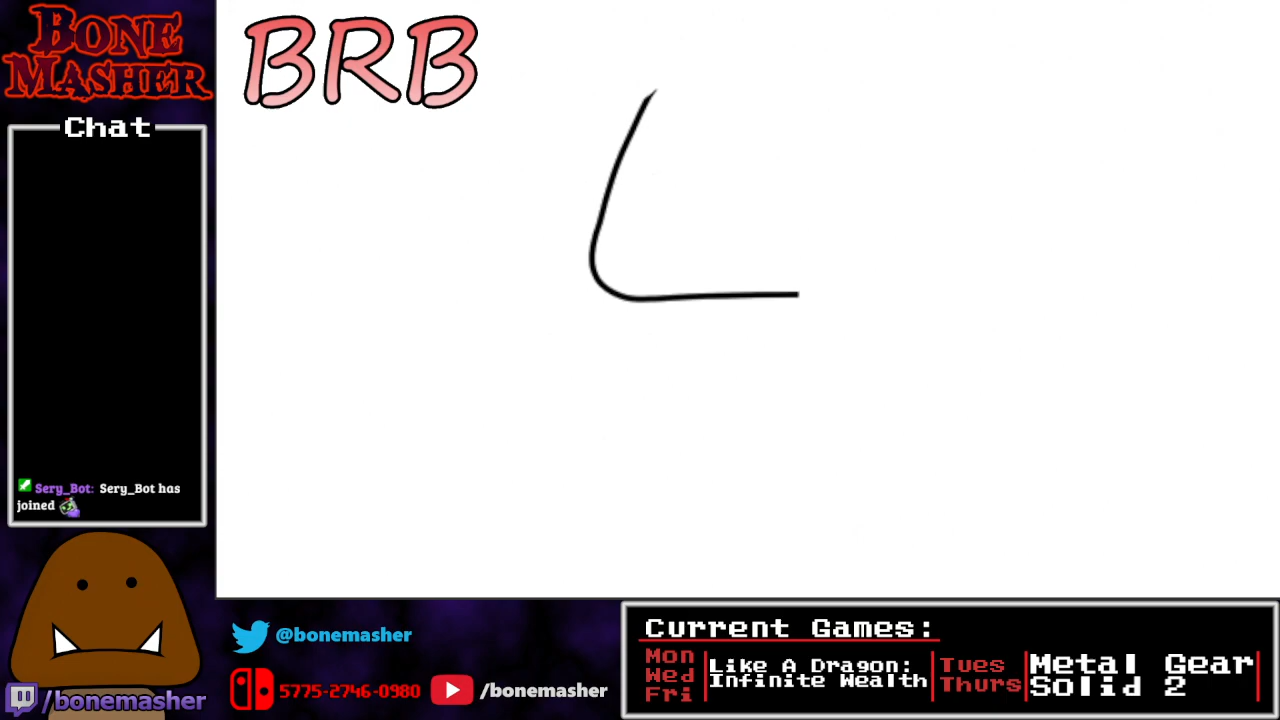 BONE
MASHER
BRB
Chat
Sery_Bot: Sery_Bot has
joined
/bonemasher
@bonemasher
5775-2746-0980
/bonemasher
Current Games:
Mon
Wed
Fri
Like A Dragon:
Infinite Wealth
Tues
Thurs
Metal Gear
Solid 2